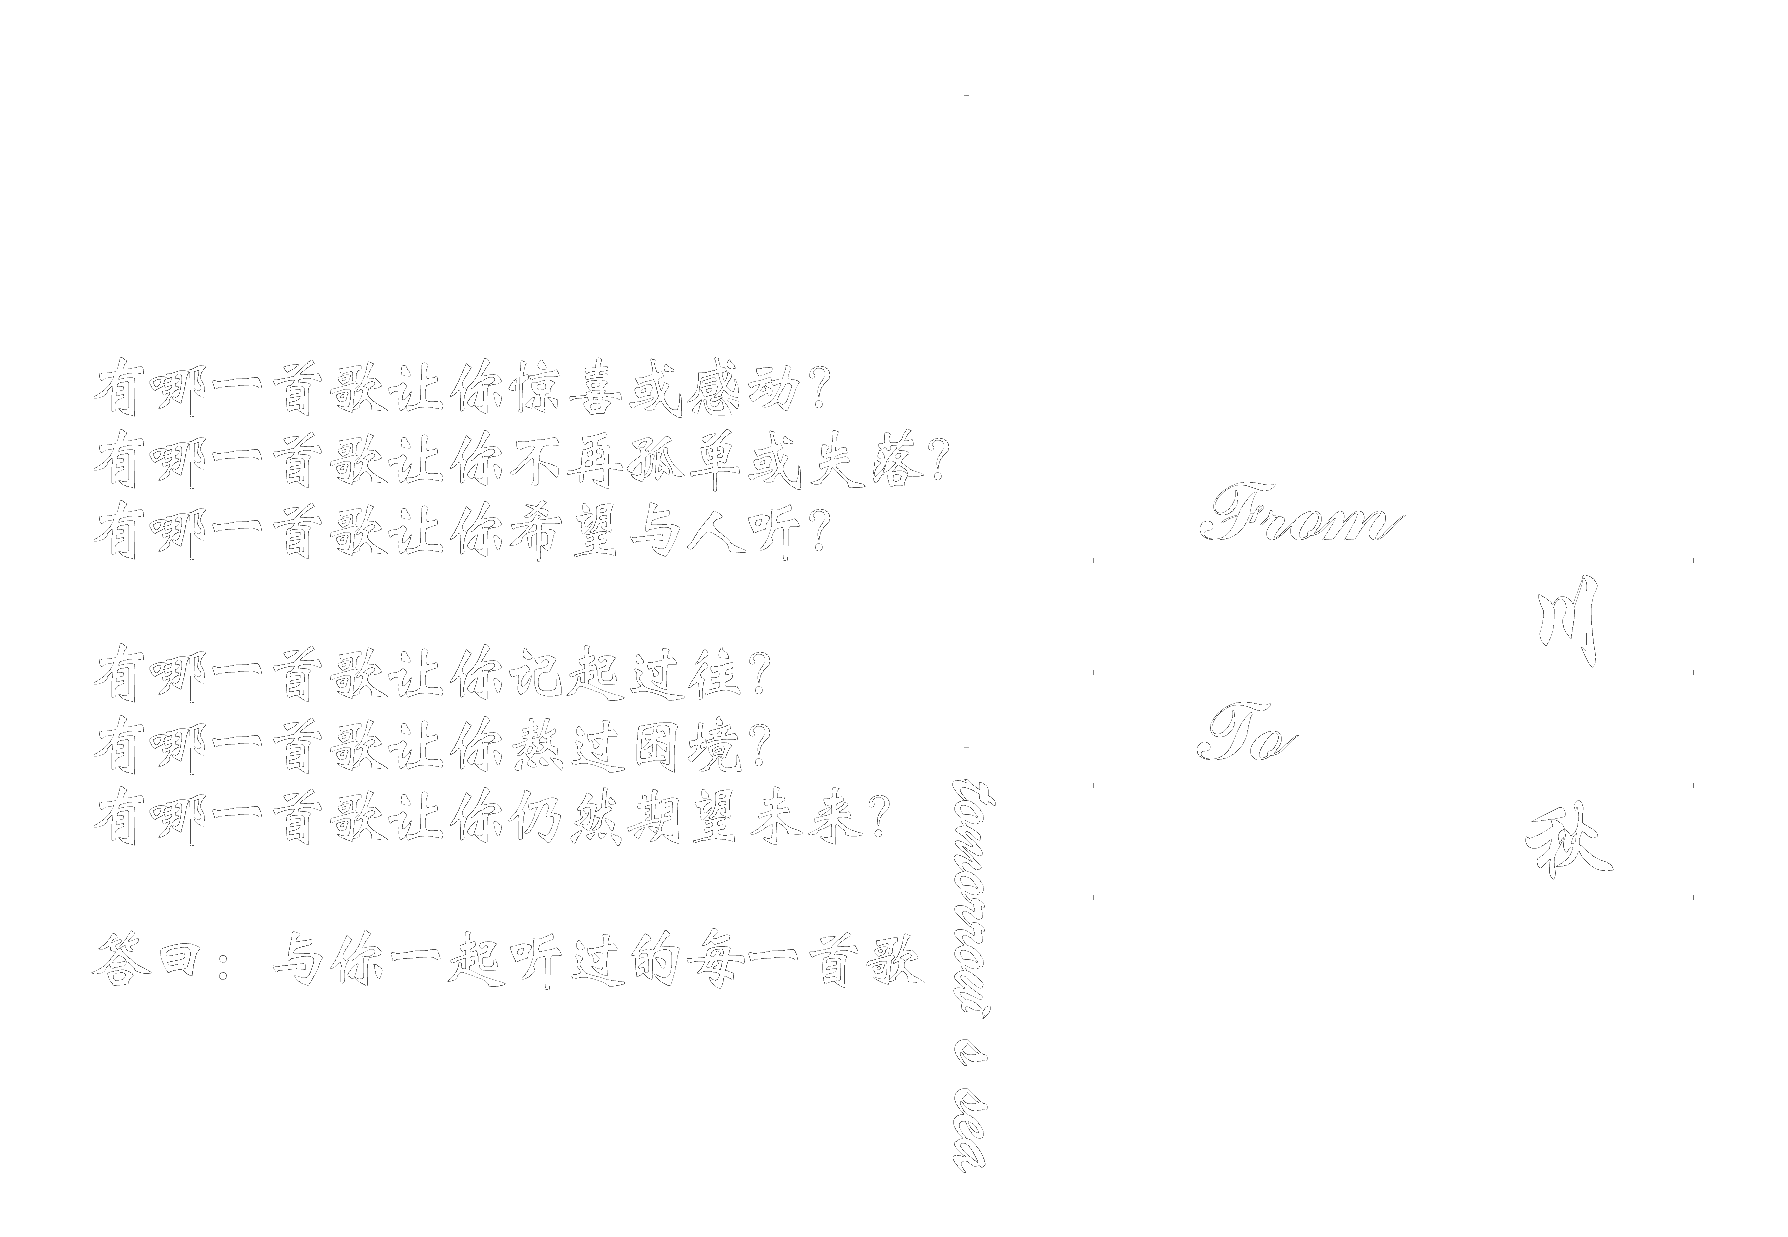 有哪一首歌让你惊喜或感动？
有哪一首歌让你不再孤单或失落？
有哪一首歌让你希望与人听？
有哪一首歌让你记起过往？
有哪一首歌让你熬过困境？
有哪一首歌让你仍然期望未来？
答曰：与你一起听过的每一首歌
tomorrow' s sea
From
川
To
秋